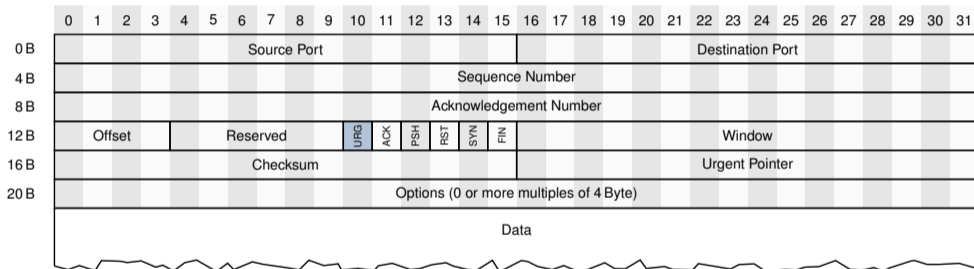 0 1 2 3 4 5 6 7 8 9 10 11 12 13 14 15 16 17 18 19 20 21 22 23 24 25 26 27 28 29 30 31
0 B Source Port Destination Port
4 B Sequence Number
8 B Acknowledgement Number
12 B Offset Reserved URG ACK PSH RST SYN FIN Window
16 B Checksum Urgent Pointer
20 B Options (0 or more multiples of 4 Byte)
Data